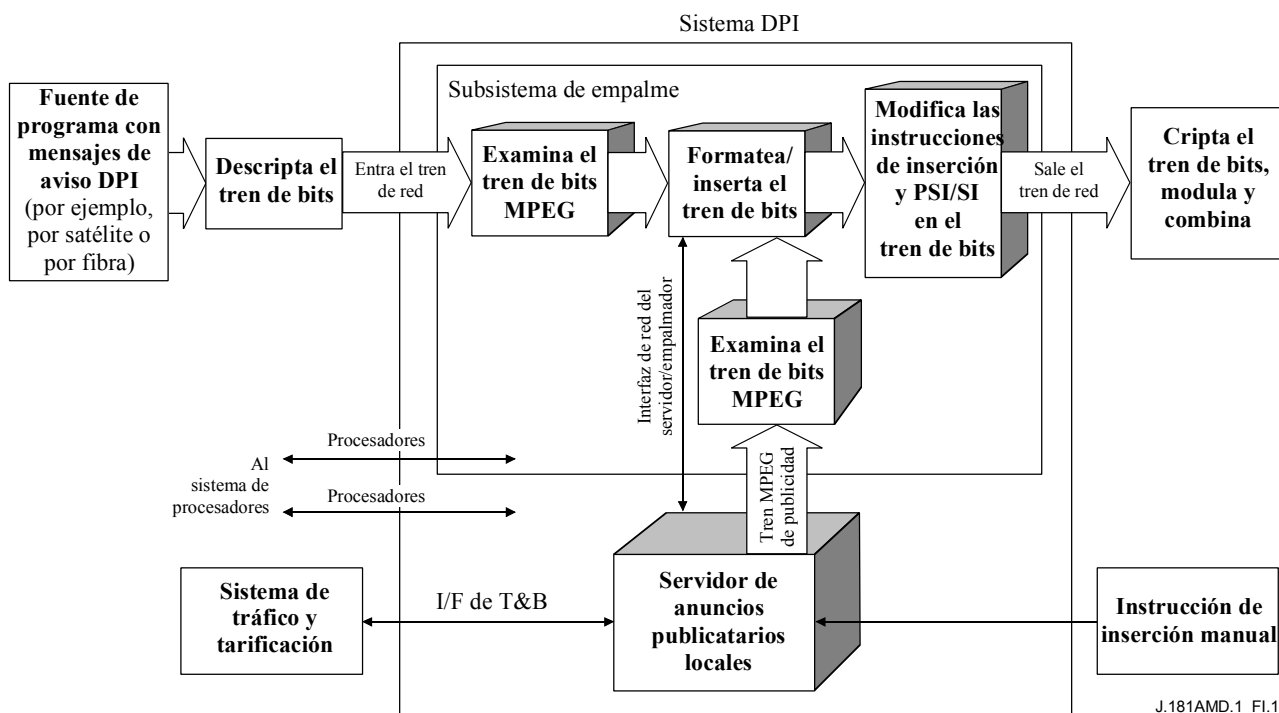 Sistema DPI
Subsistema de empalme
Fuente de
programa con
mensajes de
aviso DPI
(por ejemplo,
por satélite o
por fibra)
Descripta el
tren de bits
Entra el tren
de red
Examina el
tren de bits
MPEG
Formatea/
inserta el
tren de bits
Modifica las
instrucciones
de inserción
y PSI/SI
en el
tren de bits
Sale el
tren de red
Cripta el
tren de bits,
modula y
combina
Interfaz de red del
servidor/empalmador
Examina el
tren de bits
MPEG
Tren MPEG
de publicidad
Al
sistema de
procesadores
Procesadores
Procesadores
Sistema de
tráfico y
tarificación
I/F de T&B
Servidor de
anuncios
publicatarios
locales
Instrucción de
inserción manual
J.181AMD.1_FI.1